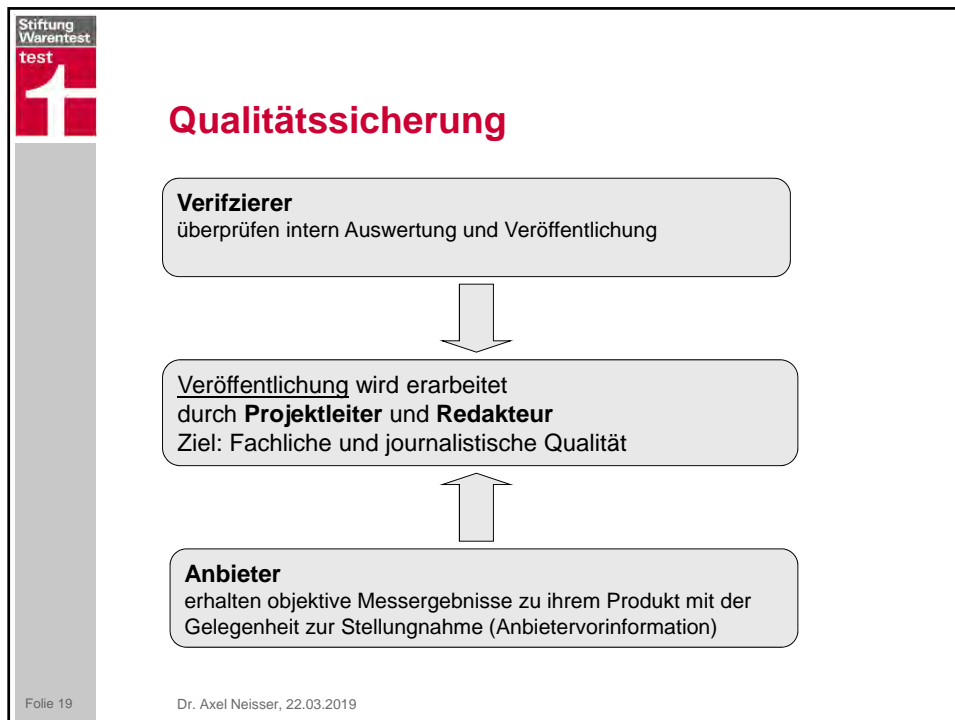 Stiftung
Warentest
test
Qualitätssicherung
Verifzierer
überprüfen intern Auswertung und Veröffentlichung
Veröffentlichung wird erarbeitet
durch Projektleiter und Redakteur
Ziel: Fachliche und journalistische Qualität
Anbieter
erhalten objektive Messergebnisse zu ihrem Produkt mit der
Gelegenheit zur Stellungnahme (Anbietervorinformation)
Folie 19
Dr. Axel Neisser, 22.03.2019